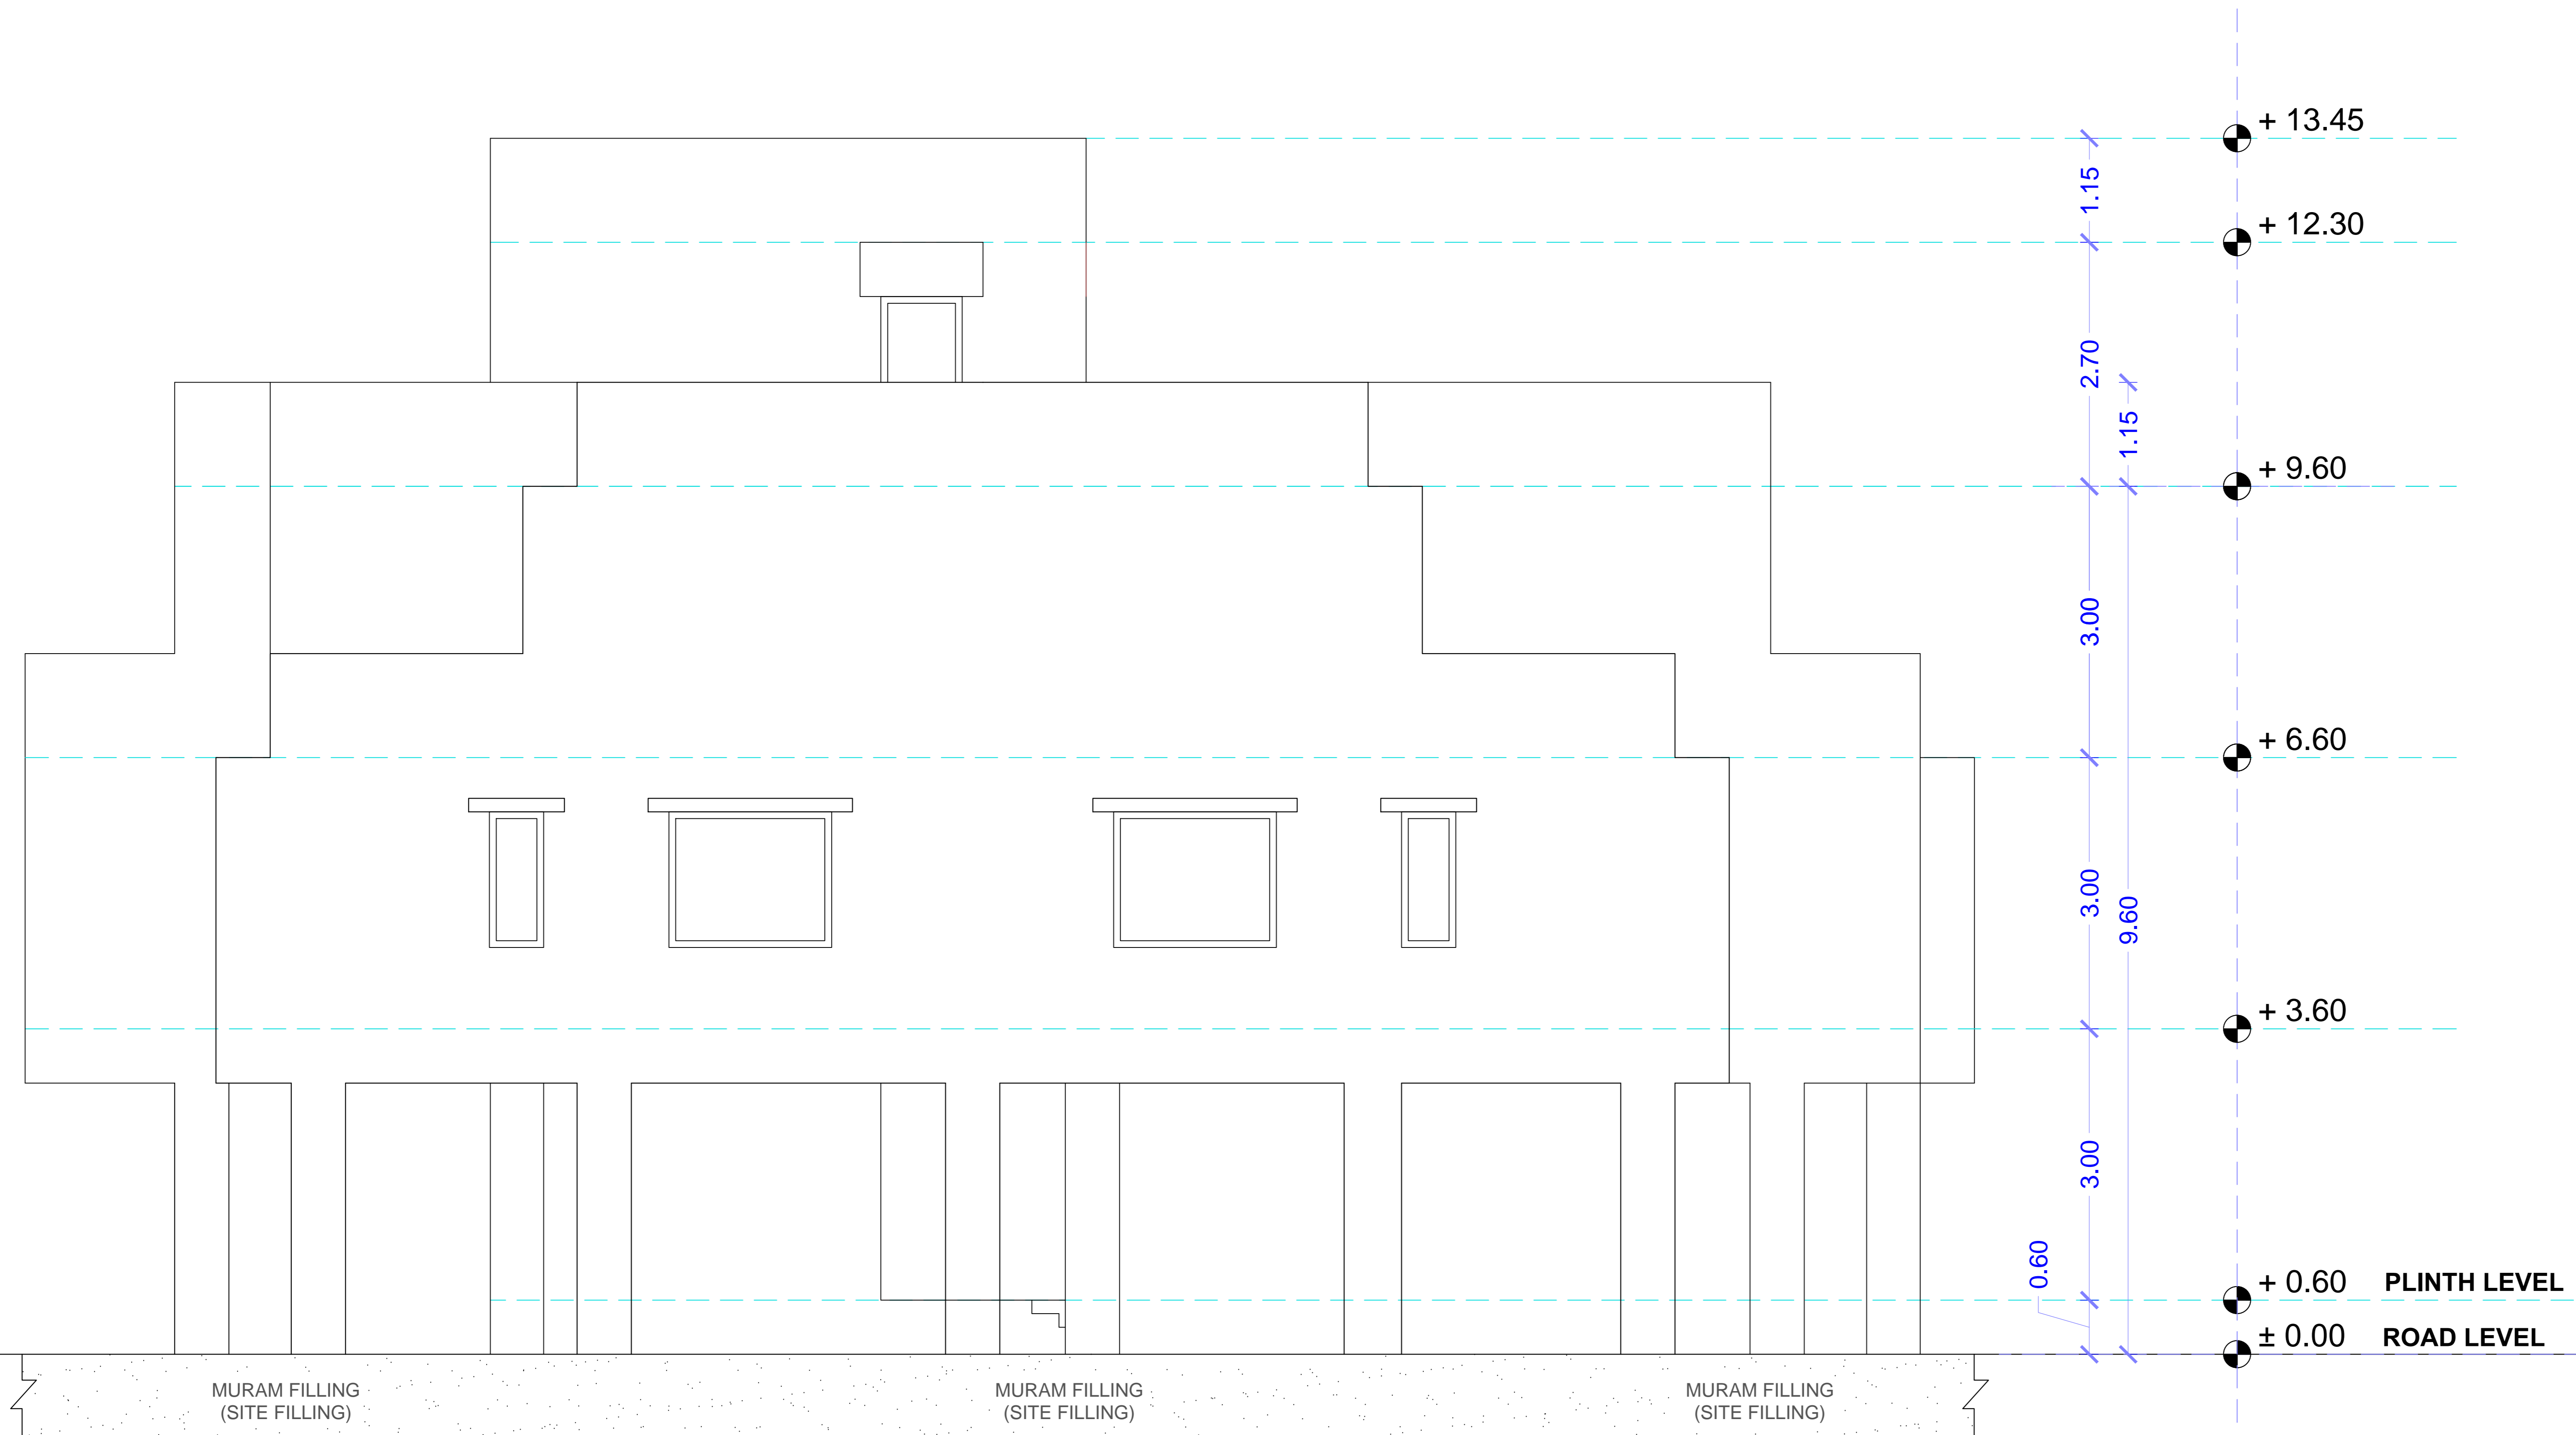 + 13.45
1.15
+ 12.30
2.70
1.15
+ 9.60
3.00
+ 6.60
3.00
9.60
+ 3.60
3.00
0.60
+ 0.60 PLINTH LEVEL
± 0.00 ROAD LEVEL
MURAM FILLING
(SITE FILLING)
MURAM FILLING
(SITE FILLING)
MURAM FILLING
(SITE FILLING)